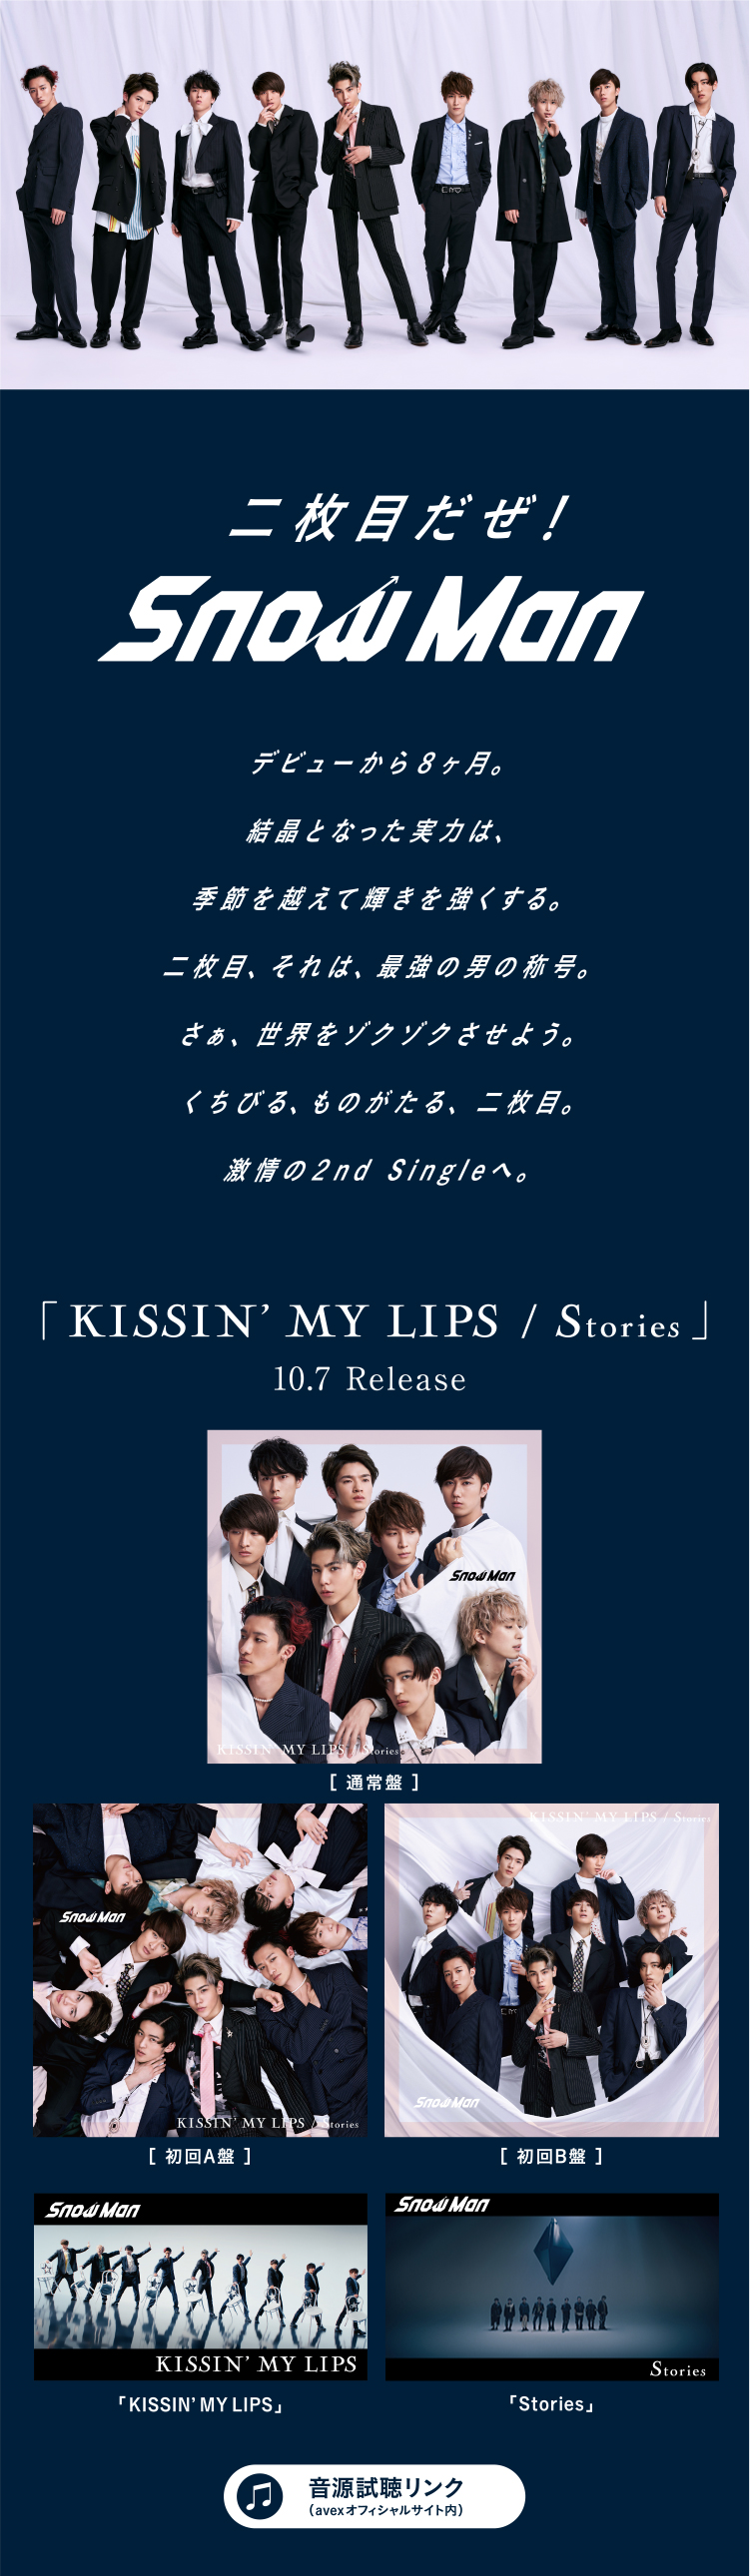 二枚目だぜ!
Snow Man
デビューから8ヶ月。
結晶となった実力は、
季節を越えて輝きを強くする。
二枚目、それは、最強の男の称号。
さぁ、世界をゾクゾクさせよう。
くちびる、ものがたる、二枚目。
激情の2nd Singleへ。
「KISSIN’ MY LIPS / Stories」
10.7 Release
Snow Man
KISSIN’ MY LIPS / Stories
[ 通常盤 ]
Snow Man
KISSIN’ MY LIPS / Stories
[ 初回A盤 ]
KISSIN’ MY LIPS / Stories
Snow Man
[ 初回B盤 ]
Snow Man
KISSIN’ MY LIPS
「KISSIN’ MY LIPS」
Snow Man
Stories
「Stories」
音源試聴リンク
(avexオフィシャルサイト内)